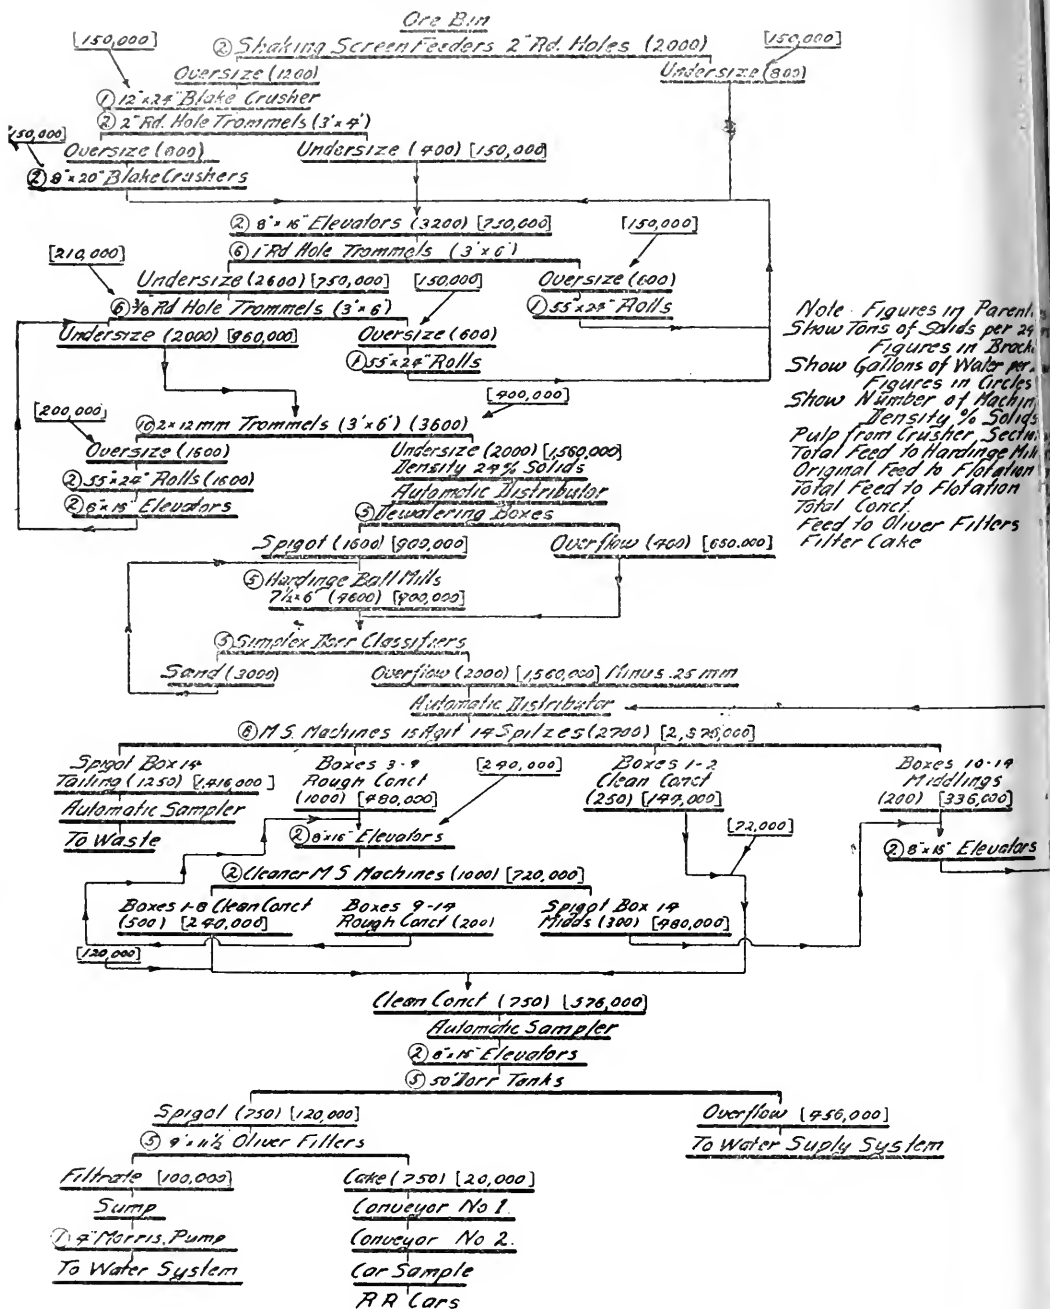 Ore Bin
[150,000]
② Shaking Screen Feeders 2" Rd. Holes (2000)
[150,000]
Oversize (1200)
Undersize (800)
① 12"x24" Blake Crusher
② 2" Rd. Hole Trommels (3'x4')
[150,000]
Oversize (800)
Undersize (400) [150,000]
② 8"x20" Blake Crushers
② 8"x16" Elevators (3200) [750,000]
[150,000]
⑥ 1" Rd Hole Trommels (3'x6')
[210,000]
Undersize (2600) [750,000]
[150,000]
Oversize (600)
⑥ 3/8" Rd Hole Trommels (3'x6')
① 55"x24" Rolls
Undersize (2000) [960,000]
Oversize (600)
① 55"x24" Rolls
Note: Figures in Paren
Show Tons of Solids per 24
Figures in Brack
Show Gallons of Water per
Figures in Circles
Show Number of Machin
Density % Solids
Pulp from Crusher Secti
Total Feed to Hardinge Mill
Original Feed to Flotation
Total Feed to Flotation
Total Conct.
Feed to Oliver Filters
Filter Cake
[400,000]
[200,000]
⑩ 2x12mm Trommels (3'x6') (3600)
Oversize (1600)
Undersize (2000) [1,560,000]
Density 24% Solids
② 55"x24" Rolls (1600)
Automatic Distributor
② 8"x16" Elevators
⑤ Dewatering Boxes
Spigot (1600) [900,000]
Overflow (400) [660,000]
⑤ Hardinge Ball Mills
7½'x6' (4600) [900,000]
⑤ Simplex Dorr Classifiers
Sand (3000)
Overflow (2000) [1,560,000] Minus .25 mm
Automatic Distributor
⑥ M.S. Machines 15 Agit 14 Spitzes (2700) [2,376,000]
Spigot Box 14
Tailing (1250) [1,416,000]
Automatic Sampler
To Waste
Boxes 3-9
Rough Conct
(1000) [480,000]
[240,000]
② 8"x16" Elevators
Boxes 1-2
Clean Conct
(250) [144,000]
[72,000]
Boxes 10-14
Middlings
(200) [336,000]
② 8"x16" Elevators
② Cleaner M S Machines (1000) [720,000]
Boxes 1-8 Clean Conct
(500) [240,000]
Boxes 9-14
Rough Conct (200)
Spigot Box 14
Midds (300) [480,000]
[120,000]
Clean Conct (750) [576,000]
Automatic Sampler
② 8"x16" Elevators
⑤ 50' Dorr Tanks
Spigot (750) [120,000]
Overflow [456,000]
⑤ 9'x11½' Oliver Filters
To Water Suply System
Filtrate [100,000]
Cake (750) [20,000]
Sump
Conveyor No 1.
① 4" Morris. Pump
Conveyor No 2.
To Water System
Car Sample
RR Cars